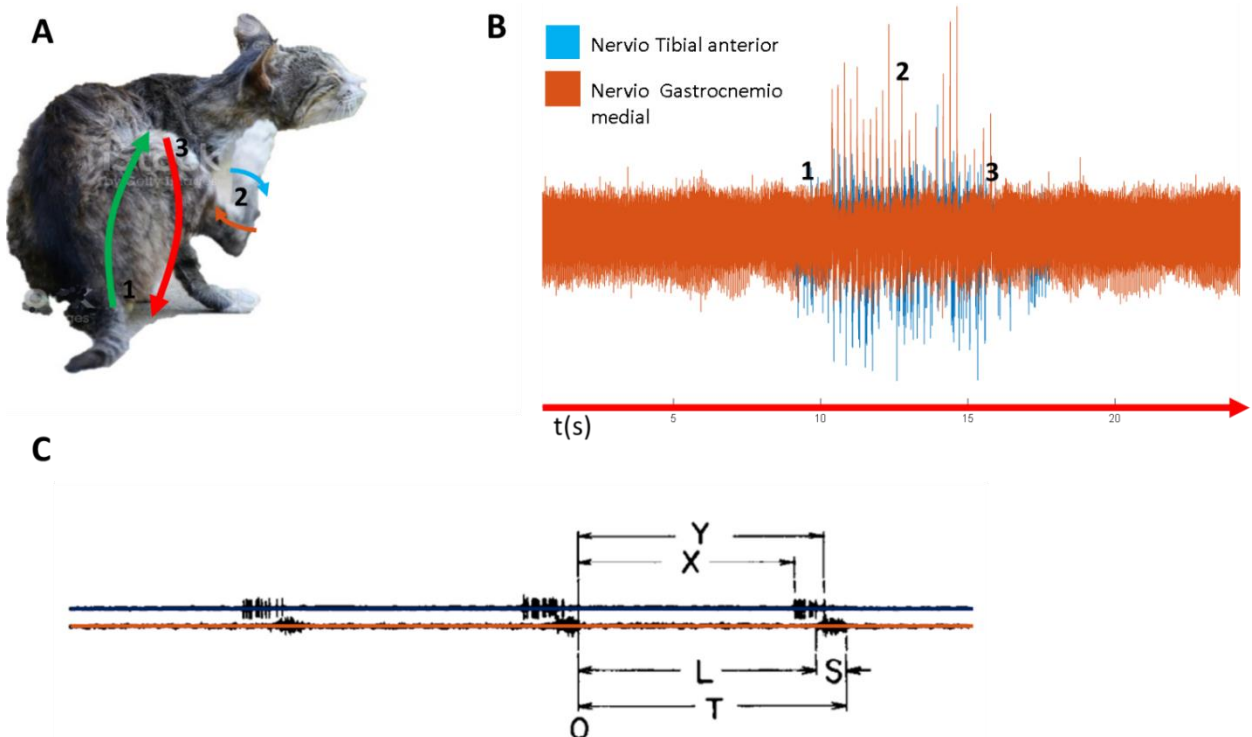 A
3
2
1
B
Nervio Tibial anterior
Nervio Gastrocnemio
medial
2
1
3
5
10
15
20
t(s)
C
Y
X
L
S
T
O